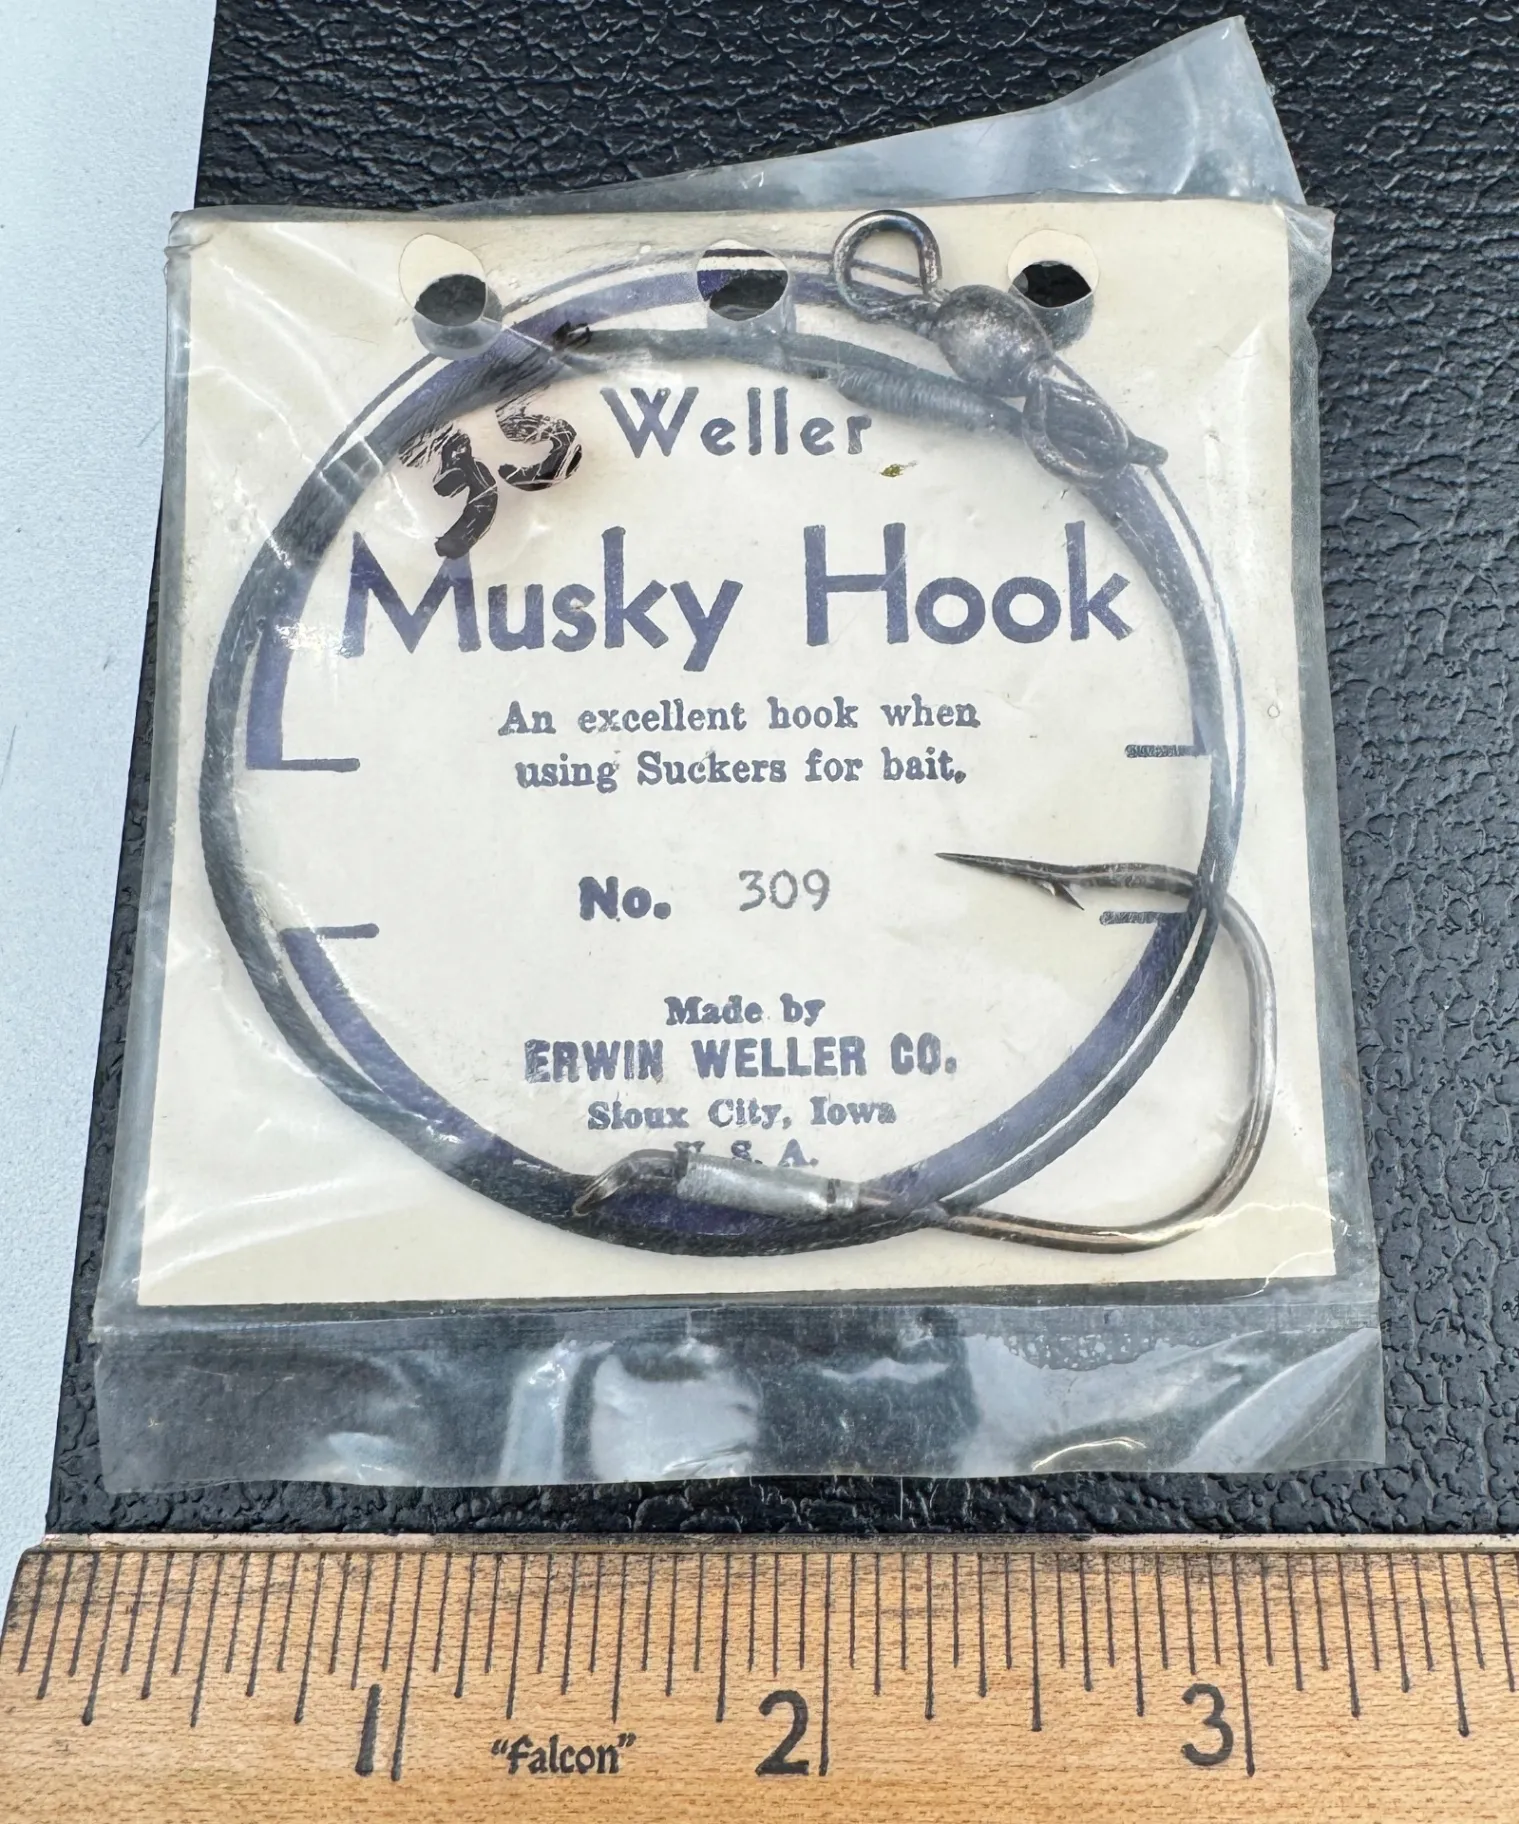 35
Weller
Musky Hook
An excellent hook when
using Suckers for bait.
No. 309
Made by
ERWIN WELLER CO.
Sioux City, Iowa
U. S. A.
1 2 3
"Falcon"